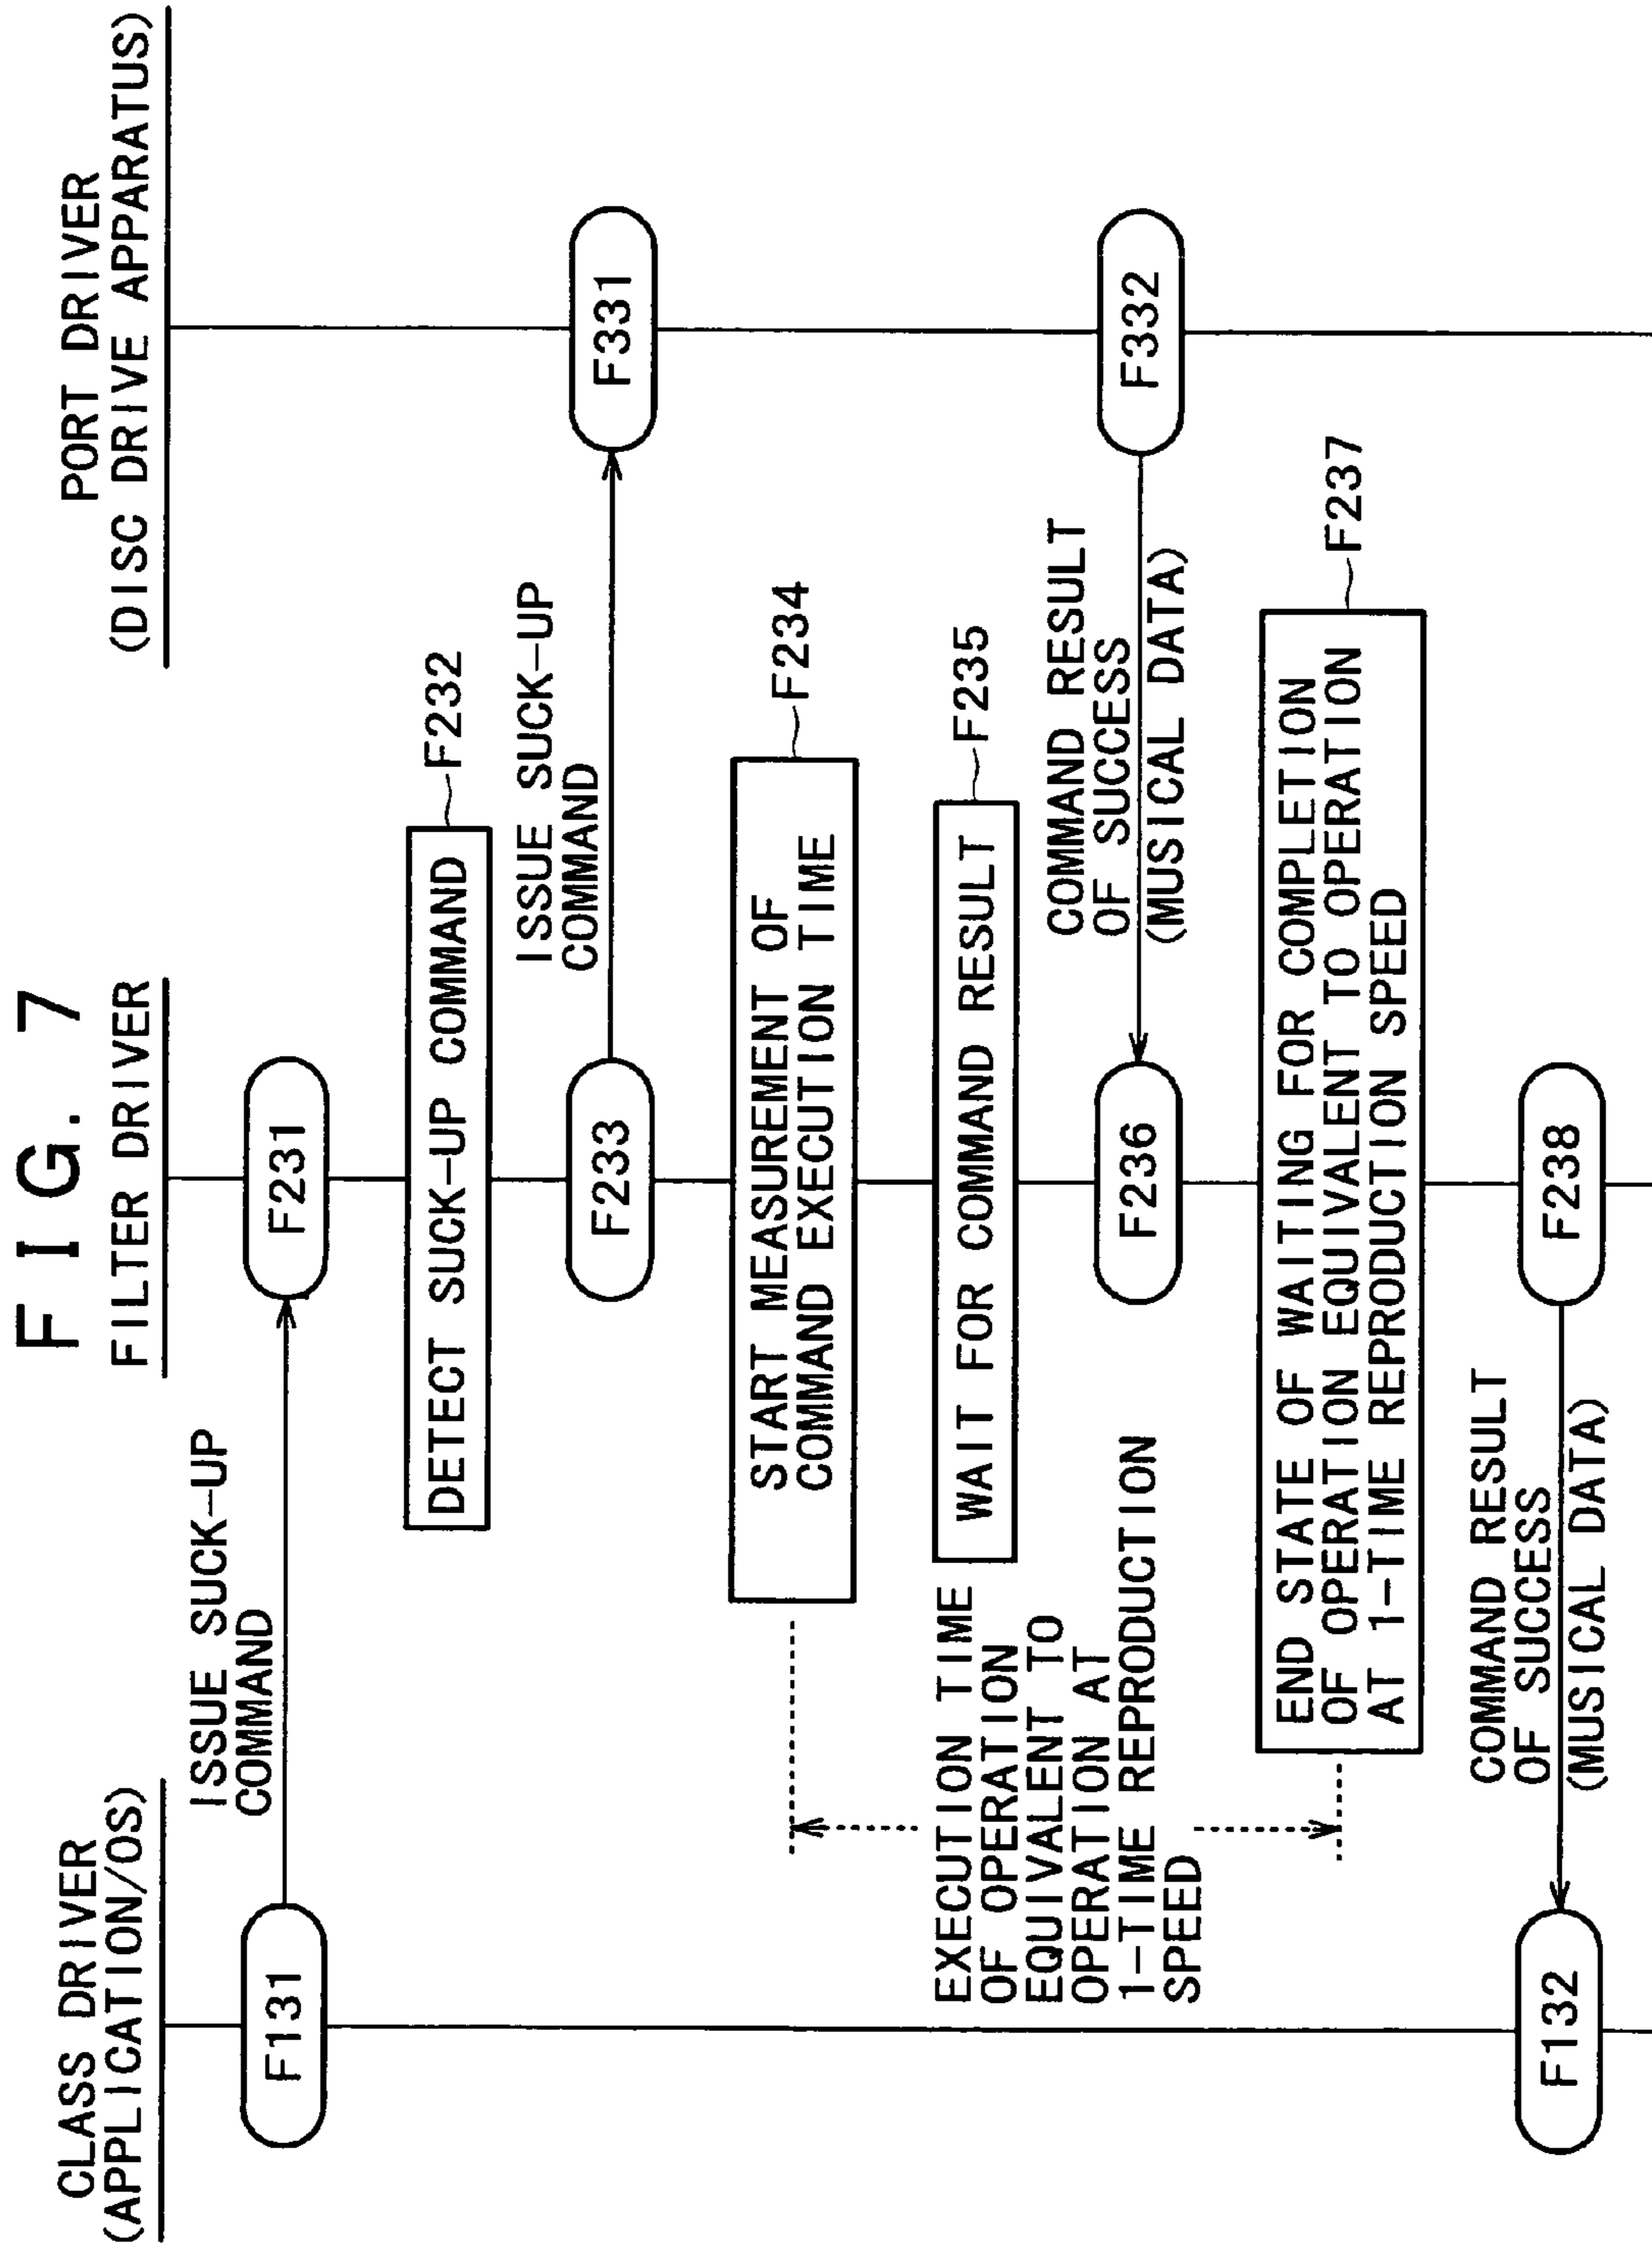 FIG. 7
CLASS DRIVER
(APPLICATION/OS)
FILTER DRIVER
PORT DRIVER
(DISC DRIVE APPARATUS)
ISSUE SUCK-UP
COMMAND
F131
F231
DETECT SUCK-UP COMMAND
F232
ISSUE SUCK-UP
COMMAND
F233
F331
START MEASUREMENT OF
COMMAND EXECUTION TIME
F234
WAIT FOR COMMAND RESULT
F235
EXECUTION TIME
OF OPERATION
EQUIVALENT TO
OPERATION AT
1-TIME REPRODUCTION
SPEED
COMMAND RESULT
OF SUCCESS
(MUSICAL DATA)
F236
F332
END STATE OF WAITING FOR COMPLETION
OF OPERATION EQUIVALENT TO OPERATION
AT 1-TIME REPRODUCTION SPEED
F237
COMMAND RESULT
OF SUCCESS
(MUSICAL DATA)
F132
F238